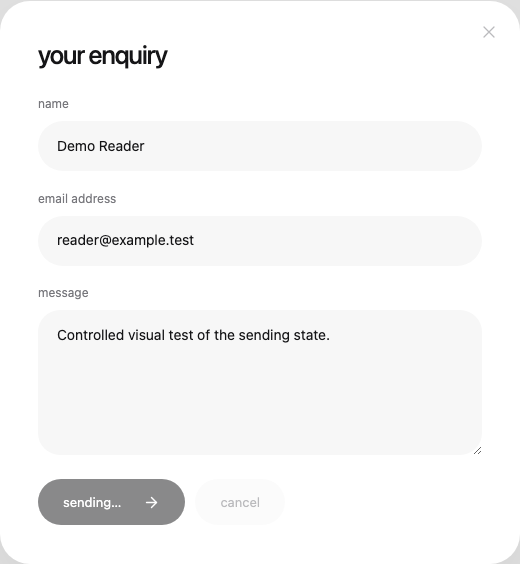 your enquiry
name
Demo Reader
email address
reader@example.test
message
Controlled visual test of the sending state.
sending...
cancel